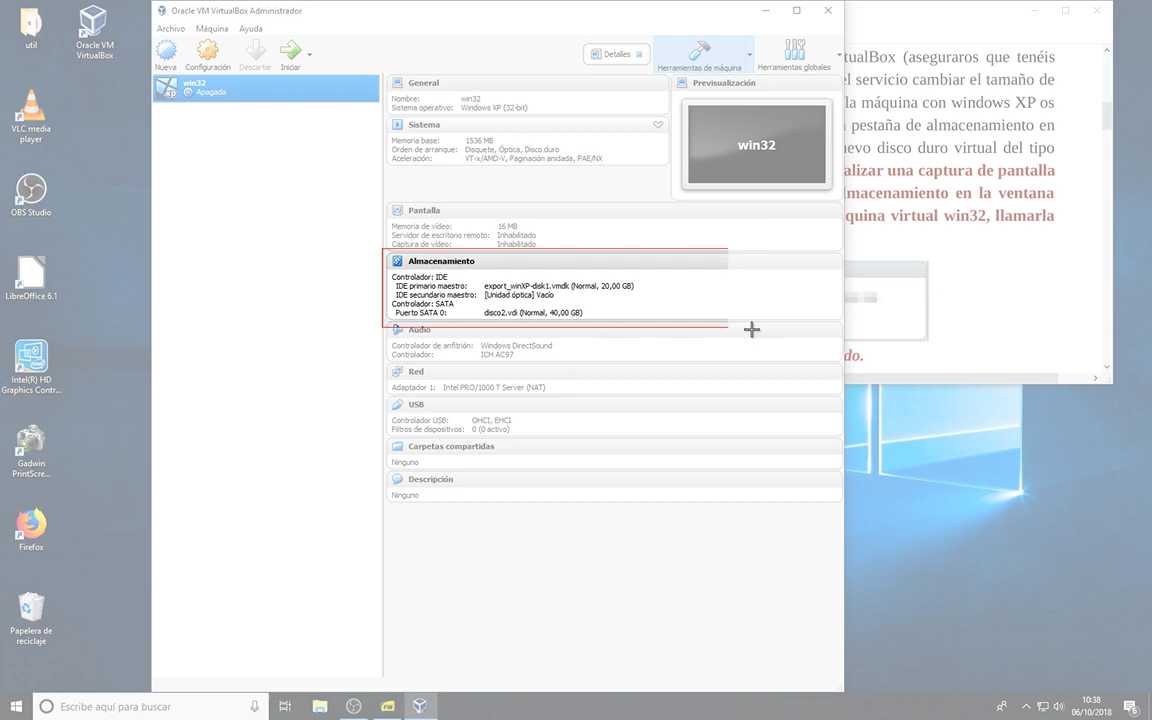 util
Oracle VM
VirtualBox
VLC media
player
OBS Studio
LibreOffice 6.1
Intel(R) HD
Graphics Contr...
Gadwin
PrintScre...
Firefox
Papelera de
reciclaje
Oracle VM VirtualBox Administrador
Archivo Máquina Ayuda
Nueva Configuración Descartar Iniciar
Detalles Herramientas de máquina Herramientas globales
win32
Apagada
General
Nombre: win32
Sistema operativo: Windows XP (32-bit)
Sistema
Memoria base: 1536 MB
Orden de arranque: Disquete, Óptica, Disco duro
Aceleración: VT-x/AMD-V, Paginación anidada, PAE/NX
Previsualización
win32
Pantalla
Memoria de vídeo: 16 MB
Servidor de escritorio remoto: Inhabilitado
Captura de vídeo: Inhabilitado
Almacenamiento
Controlador: IDE
IDE primario maestro: export_winXP-disk1.vmdk (Normal, 20,00 GB)
IDE secundario maestro: [Unidad óptica] Vacío
Controlador: SATA
Puerto SATA 0: disco2.vdi (Normal, 40,00 GB)
Audio
Controlador de anfitrión: Windows DirectSound
Controlador: ICH AC97
Red
Adaptador 1: Intel PRO/1000 T Server (NAT)
USB
Controlador USB: OHCI, EHCI
Filtros de dispositivos: 0 (0 activo)
Carpetas compartidas
Ninguno
Descripción
Ninguno
tualBox (aseguraros que tenéis
el servicio cambiar el tamaño de
la máquina con windows XP os
pestaña de almacenamiento en
uevo disco duro virtual del tipo
alizar una captura de pantalla
lmacenamiento en la ventana
quina virtual win32, llamarla
do.
Escribe aquí para buscar
10:38
06/10/2018